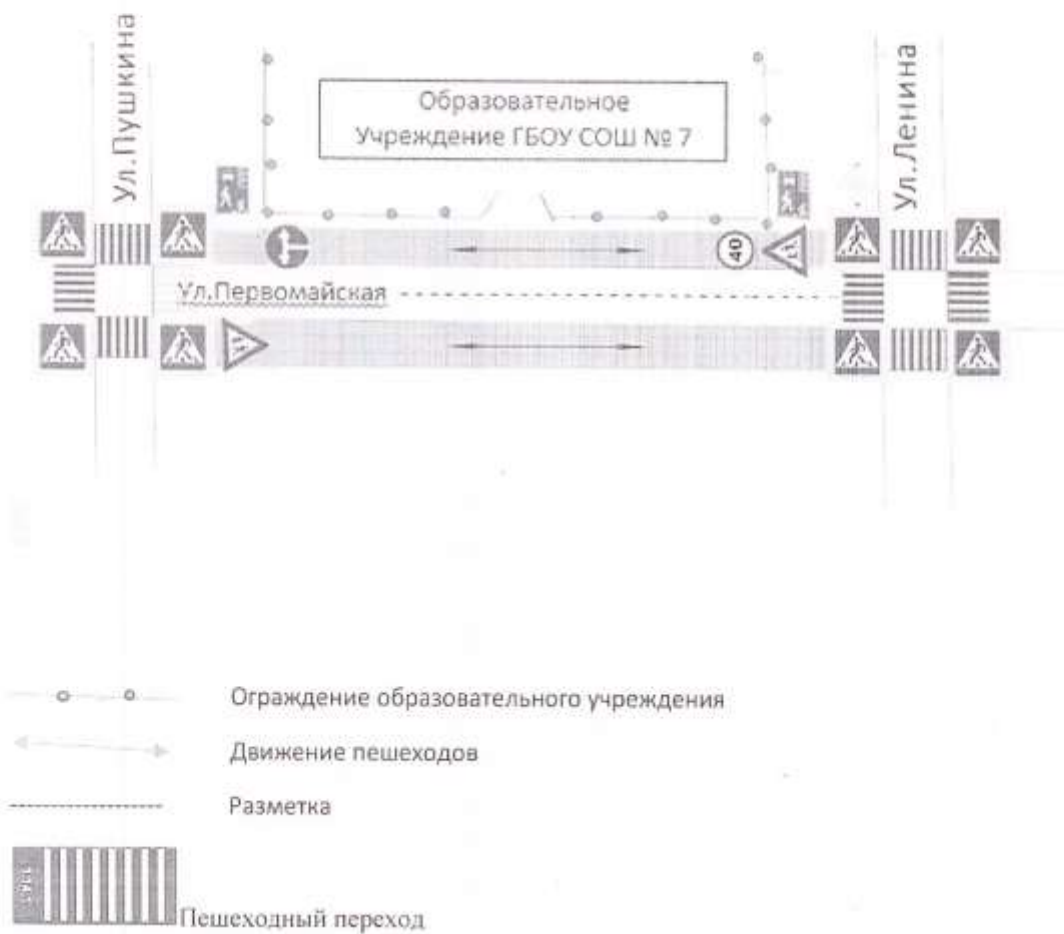 Ул.Пушкина
Образовательное
Учреждение ГБОУ СОШ № 7
Ул.Ленина
40
Ул.Первомайская
Ограждение образовательного учреждения
Движение пешеходов
Разметка
Пешеходный переход